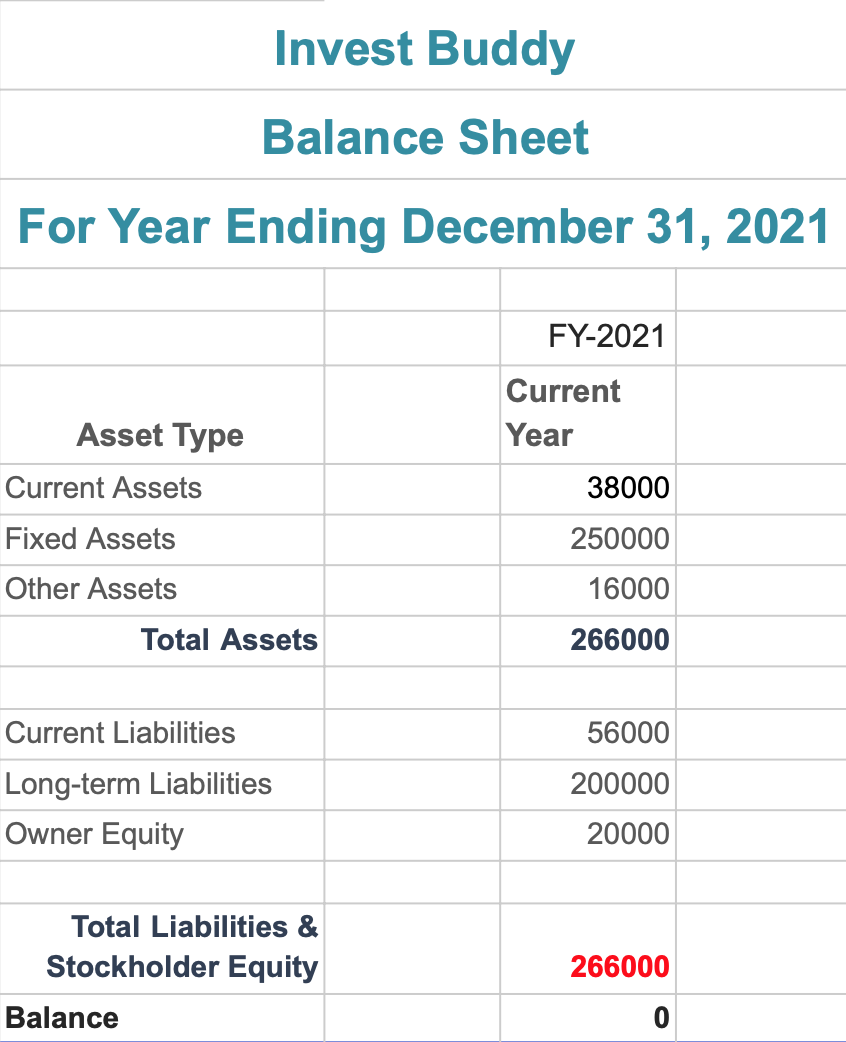 Invest Buddy
Balance Sheet
For Year Ending December 31, 2021
FY-2021
Asset Type Current Year
Current Assets 38000
Fixed Assets 250000
Other Assets 16000
Total Assets 266000
Current Liabilities 56000
Long-term Liabilities 200000
Owner Equity 20000
Total Liabilities &
Stockholder Equity 266000
Balance 0